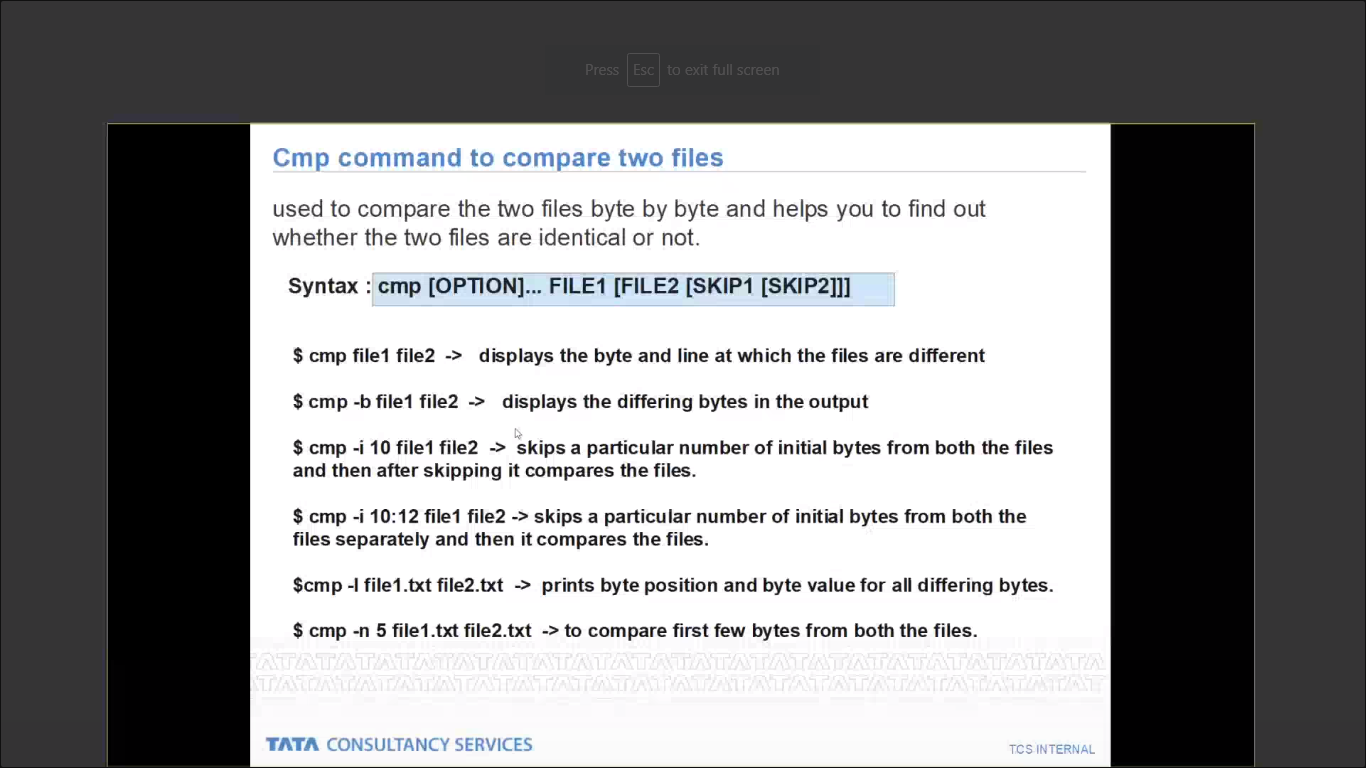 Press Esc to exit full screen
Cmp command to compare two files
used to compare the two files byte by byte and helps you to find out
whether the two files are identical or not.
Syntax : cmp [OPTION]... FILE1 [FILE2 [SKIP1 [SKIP2]]]
$ cmp file1 file2 -> displays the byte and line at which the files are different
$ cmp -b file1 file2 -> displays the differing bytes in the output
$ cmp -i 10 file1 file2 -> skips a particular number of initial bytes from both the files
and then after skipping it compares the files.
$ cmp -i 10:12 file1 file2 -> skips a particular number of initial bytes from both the
files separately and then it compares the files.
$cmp -l file1.txt file2.txt -> prints byte position and byte value for all differing bytes.
$ cmp -n 5 file1.txt file2.txt -> to compare first few bytes from both the files.
TATA CONSULTANCY SERVICES
TCS INTERNAL